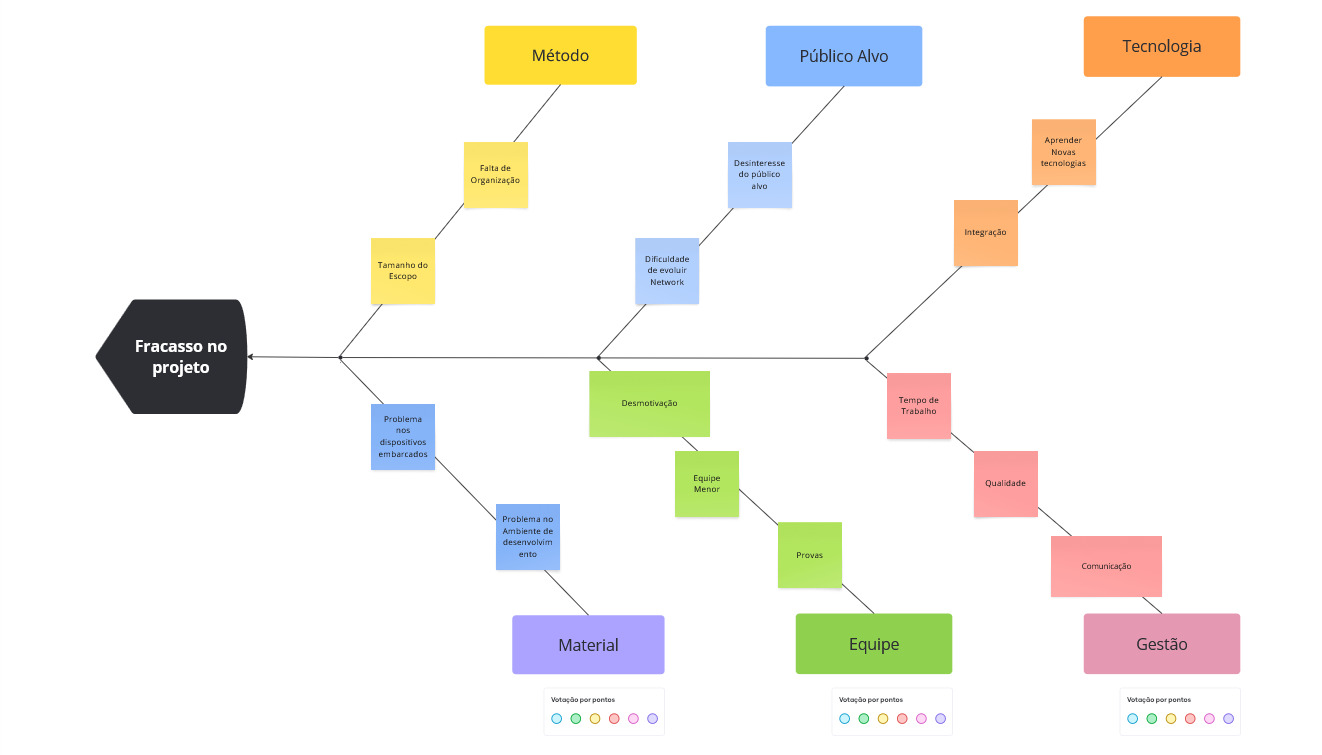 Método
Público Alvo
Tecnologia
Falta de
Organização
Desinteresse
do público
alvo
Aprender
Novas
tecnologias
Tamanho do
Escopo
Dificuldade
de evoluir
Network
Integração
Fracasso no
projeto
Problema
nos
dispositivos
embarcados
Desmotivação
Tempo de
Trabalho
Problema no
Ambiente de
desenvolvim
ento
Equipe
Menor
Qualidade
Provas
Comunicação
Material
Equipe
Gestão
Votação por pontos
Votação por pontos
Votação por pontos